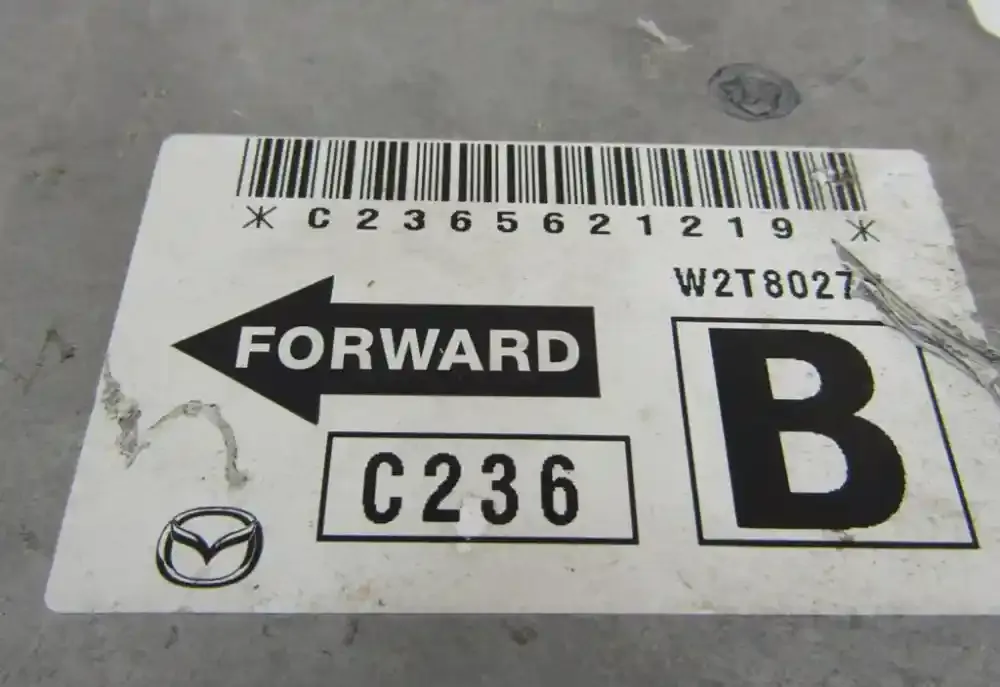 * C2365621219 *
W2T8027
FORWARD
B
C236